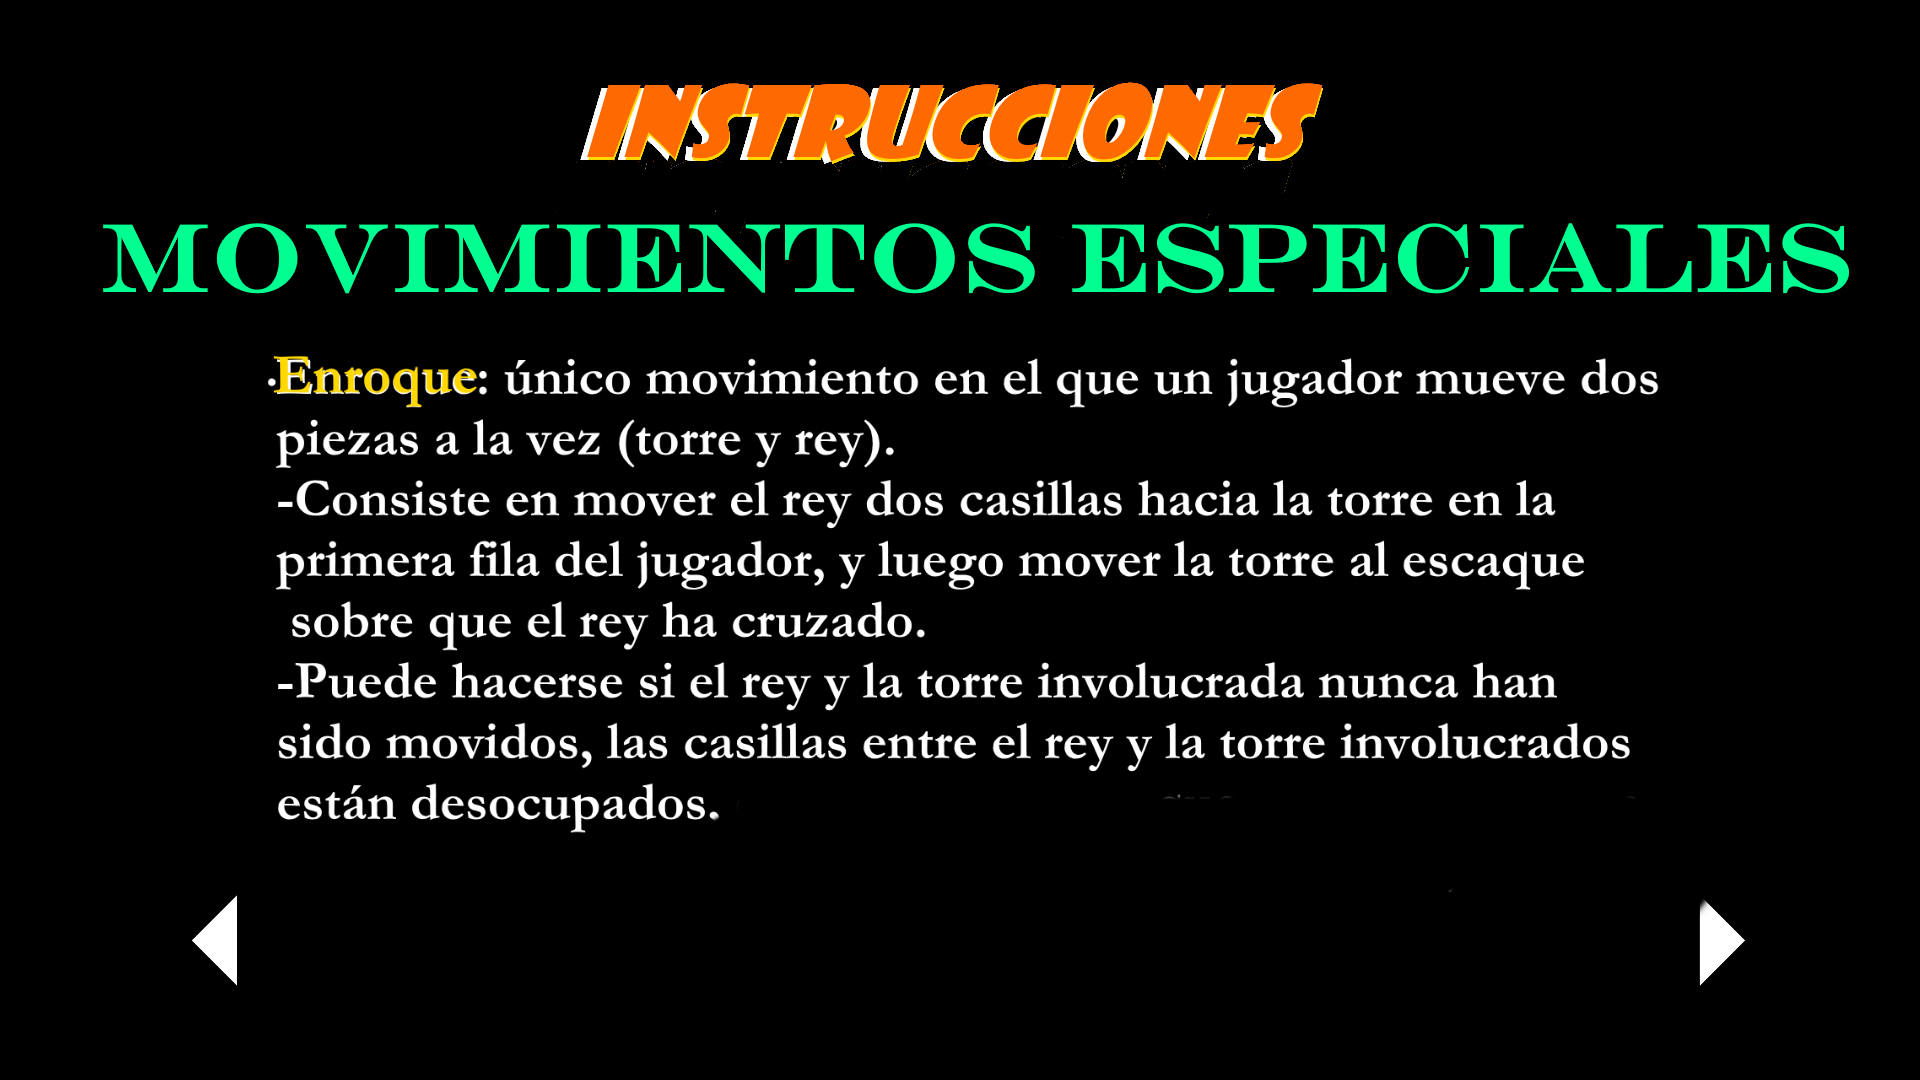 INSTRUCCIONES
MOVIMIENTOS ESPECIALES
·Enroque: único movimiento en el que un jugador mueve dos
piezas a la vez (torre y rey).
-Consiste en mover el rey dos casillas hacia la torre en la
primera fila del jugador, y luego mover la torre al escaque
sobre que el rey ha cruzado.
-Puede hacerse si el rey y la torre involucrada nunca han
sido movidos, las casillas entre el rey y la torre involucrados
están desocupados.